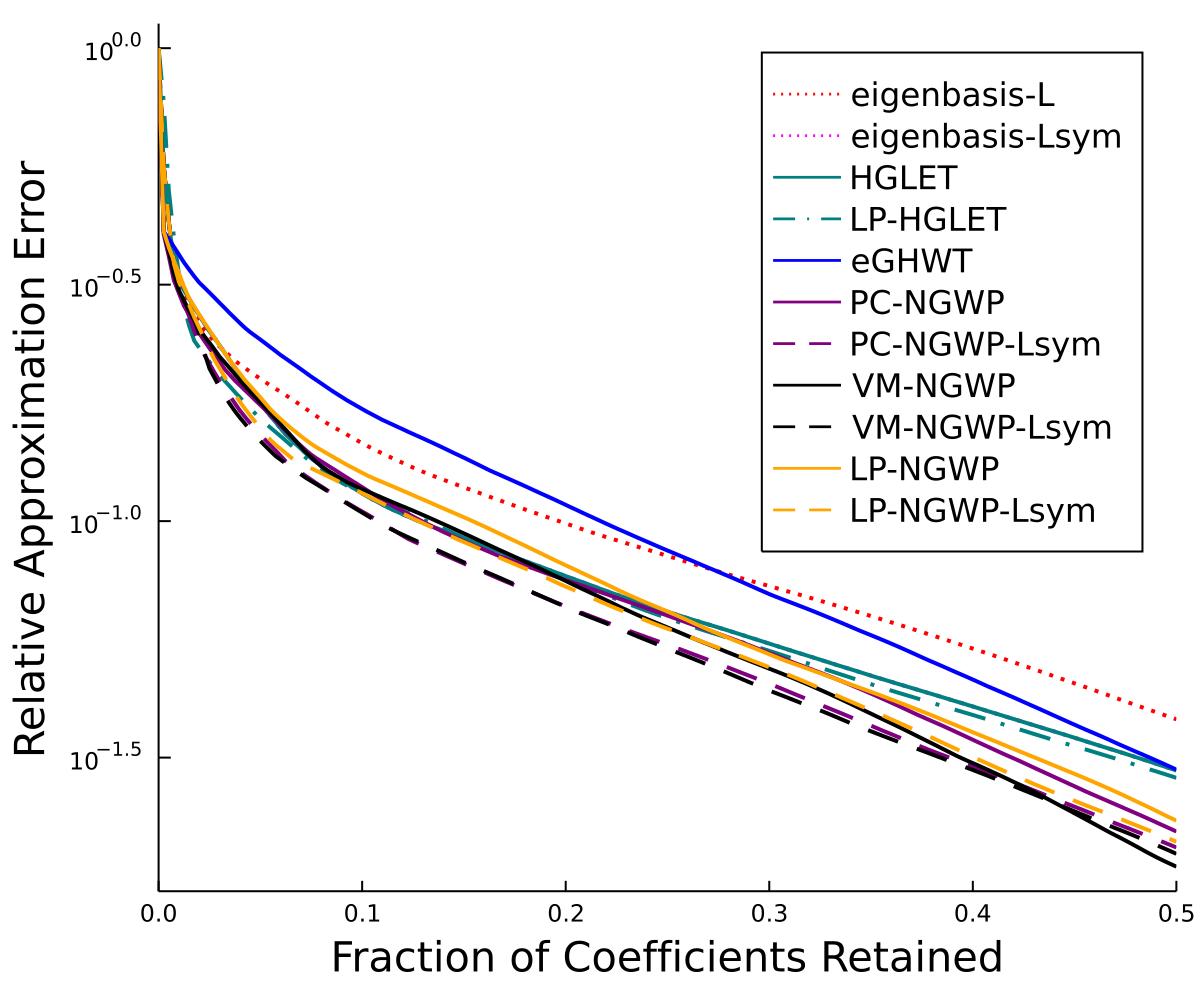 Relative Approximation Error
10^0.0
10^−0.5
10^−1.0
10^−1.5
eigenbasis-L
eigenbasis-Lsym
HGLET
LP-HGLET
eGHWT
PC-NGWP
PC-NGWP-Lsym
VM-NGWP
VM-NGWP-Lsym
LP-NGWP
LP-NGWP-Lsym
0.0 0.1 0.2 0.3 0.4 0.5
Fraction of Coefficients Retained